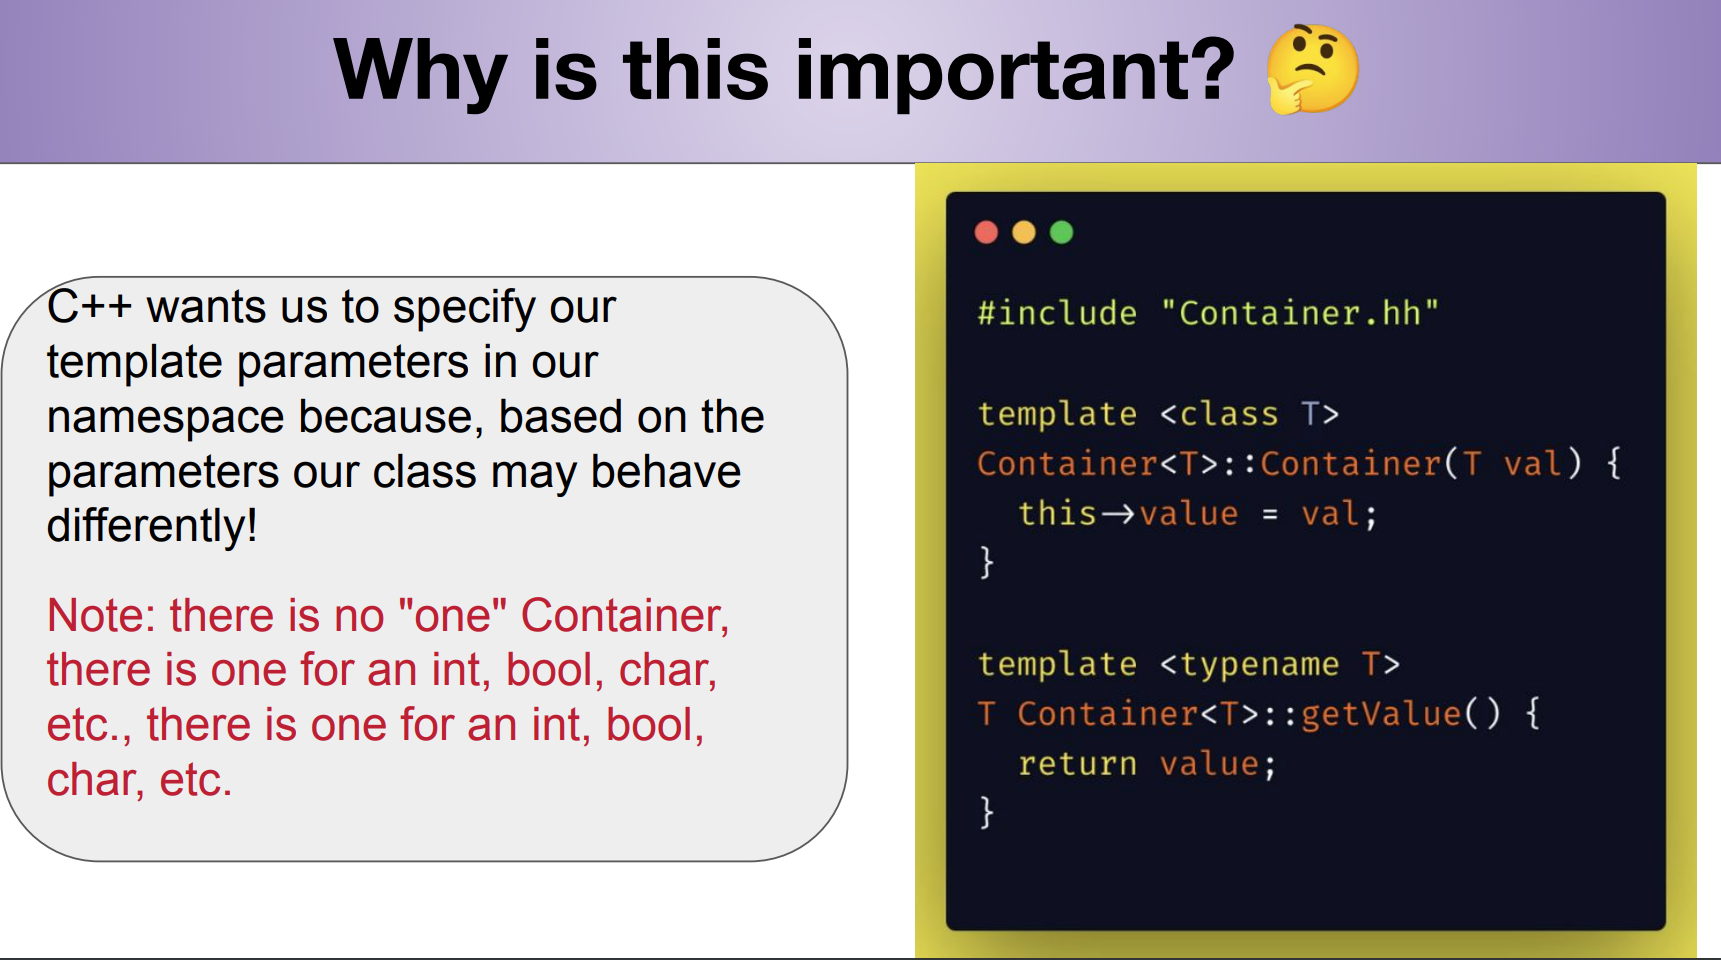 Why is this important? 🤔
C++ wants us to specify our
template parameters in our
namespace because, based on the
parameters our class may behave
differently!
Note: there is no "one" Container,
there is one for an int, bool, char,
etc., there is one for an int, bool,
char, etc.
#include "Container.hh"
template <class T>
Container<T>::Container(T val) {
  this->value = val;
}
template <typename T>
T Container<T>::getValue() {
  return value;
}